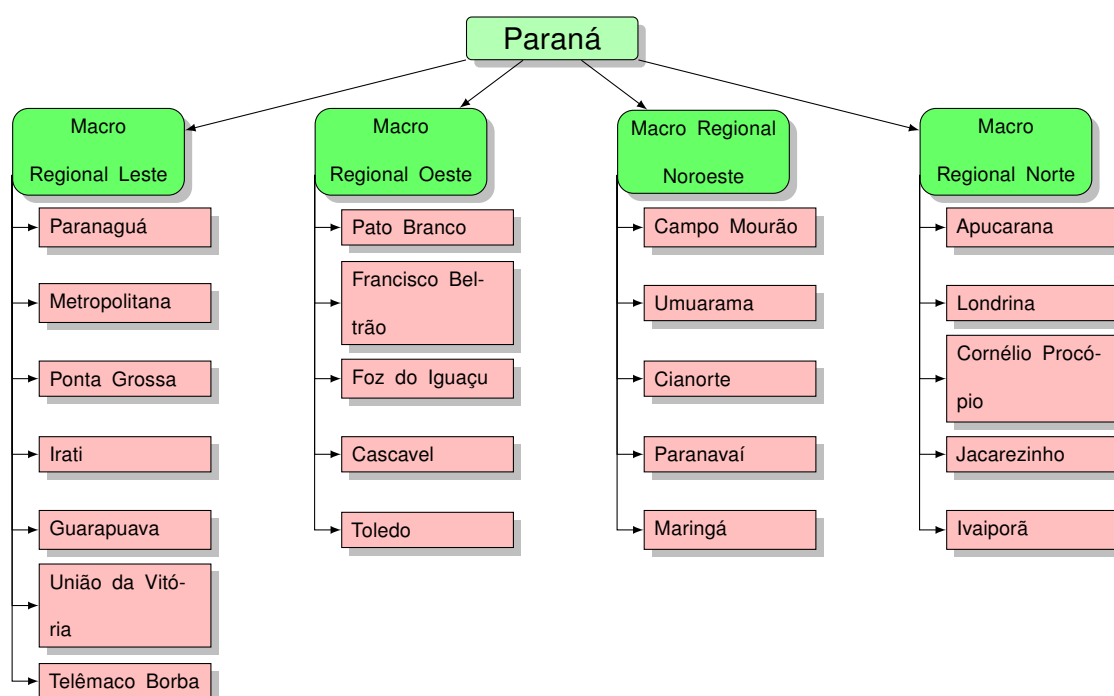 Paraná
Macro
Regional Leste
Paranaguá
Metropolitana
Ponta Grossa
Irati
Guarapuava
União da Vitó-
ria
Telêmaco Borba
Macro
Regional Oeste
Pato Branco
Francisco Bel-
trão
Foz do Iguaçu
Cascavel
Toledo
Macro Regional
Noroeste
Campo Mourão
Umuarama
Cianorte
Paranavaí
Maringá
Macro
Regional Norte
Apucarana
Londrina
Cornélio Procó-
pio
Jacarezinho
Ivaiporã